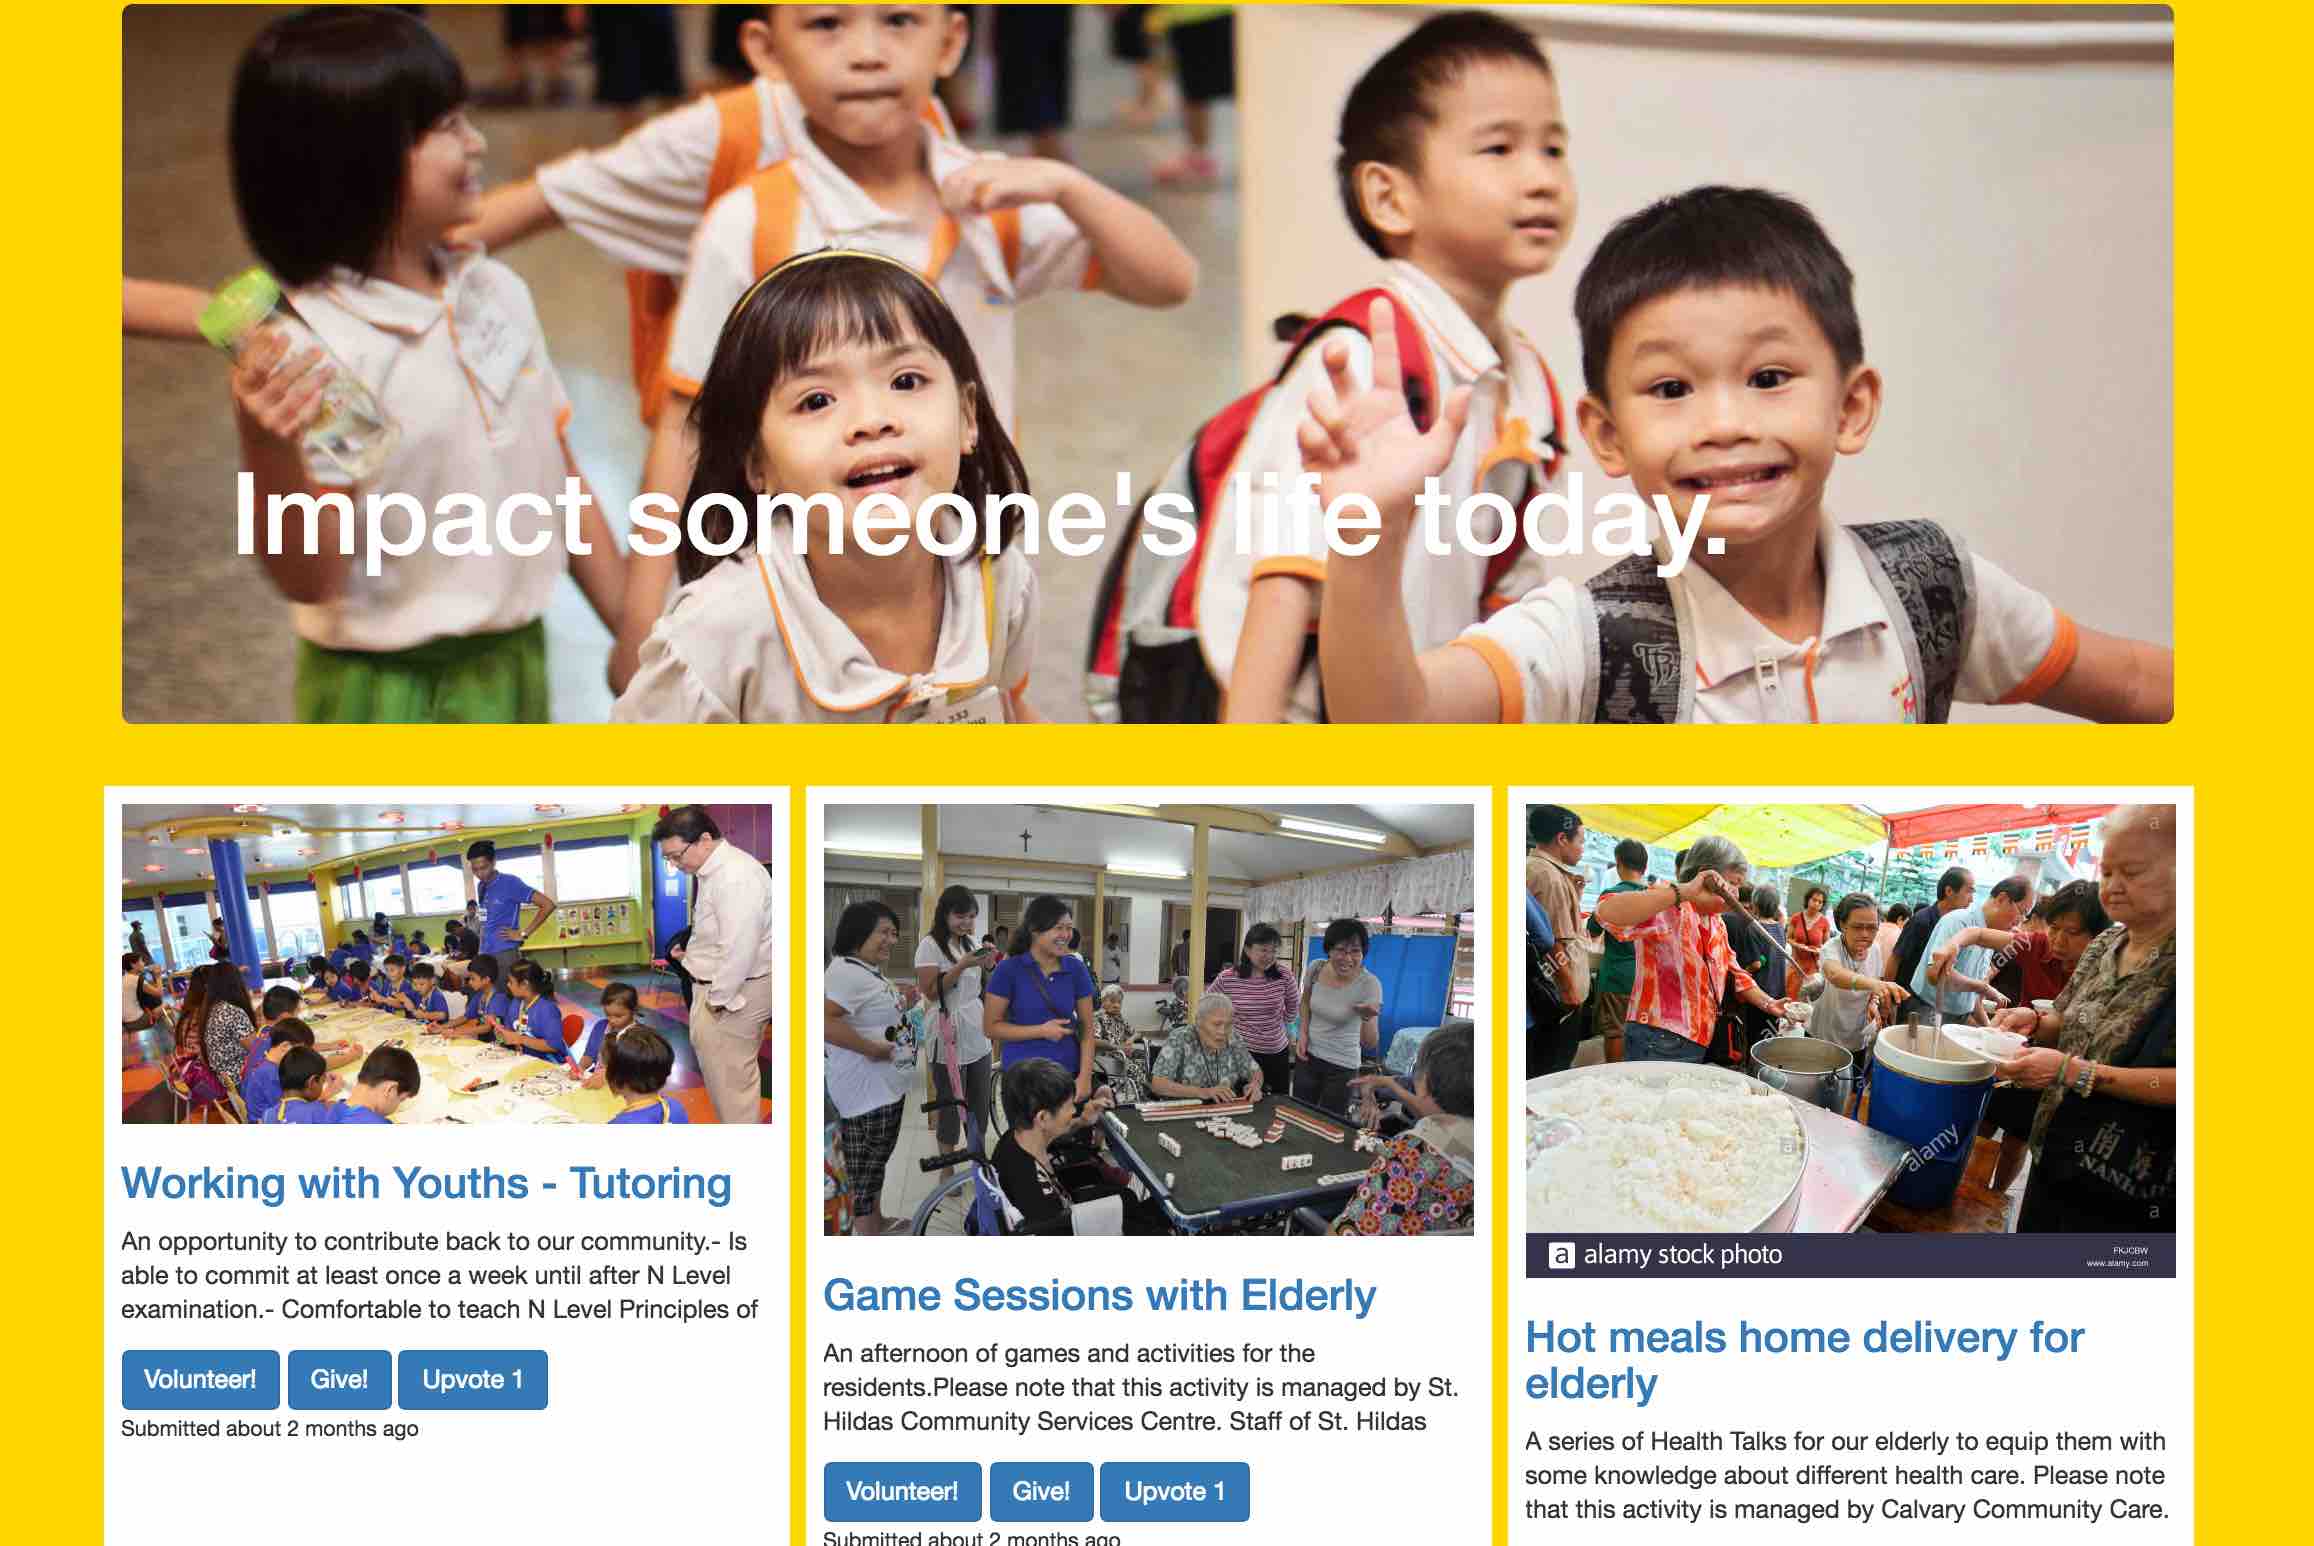 Impact someone's life today.
Working with Youths - Tutoring
An opportunity to contribute back to our community.- Is
able to commit at least once a week until after N Level
examination.- Comfortable to teach N Level Principles of
Volunteer!
Give!
Upvote 1
Submitted about 2 months ago
Game Sessions with Elderly
An afternoon of games and activities for the
residents.Please note that this activity is managed by St.
Hildas Community Services Centre. Staff of St. Hildas
Volunteer!
Give!
Upvote 1
Submitted about 2 months ago
alamy
alamy
alamy
南海
NANHAI
a alamy stock photo
FKJCBW
www.alamy.com
Hot meals home delivery for
elderly
A series of Health Talks for our elderly to equip them with
some knowledge about different health care. Please note
that this activity is managed by Calvary Community Care.